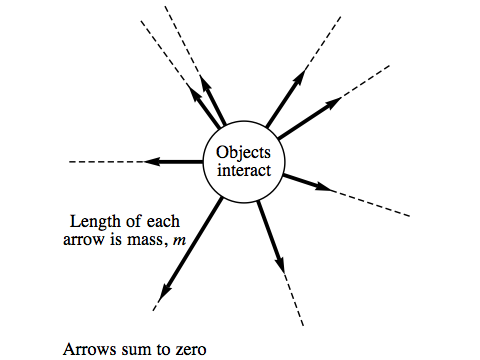 Objects
interact
Length of each
arrow is mass, m
Arrows sum to zero